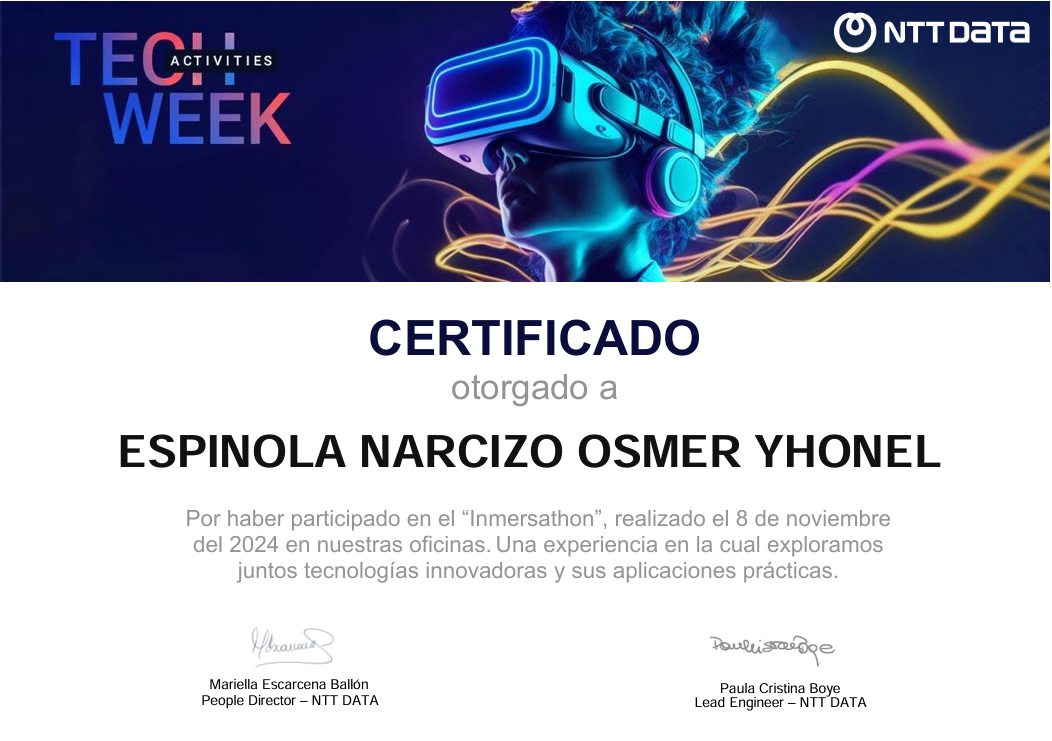 TECH
ACTIVITIES
WEEK
NTT DATA
CERTIFICADO
otorgado a
ESPINOLA NARCIZO OSMER YHONEL
Por haber participado en el “Inmersathon”, realizado el 8 de noviembre
del 2024 en nuestras oficinas. Una experiencia en la cual exploramos
juntos tecnologías innovadoras y sus aplicaciones prácticas.
Mariella Escarcena Ballón
People Director – NTT DATA
Paula Cristina Boye
Lead Engineer – NTT DATA